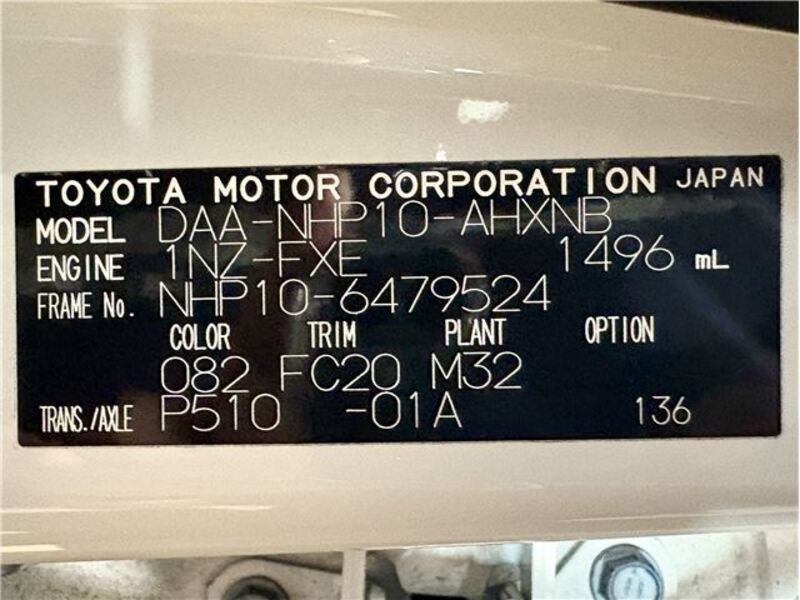 TOYOTA MOTOR CORPORATION JAPAN
MODEL DAA-NHP10-AHXNB
ENGINE 1NZ-FXE 1496 mL
FRAME No. NHP10-6479524
COLOR TRIM PLANT OPTION
082 FC20 M32
TRANS./AXLE P510 -01A 136